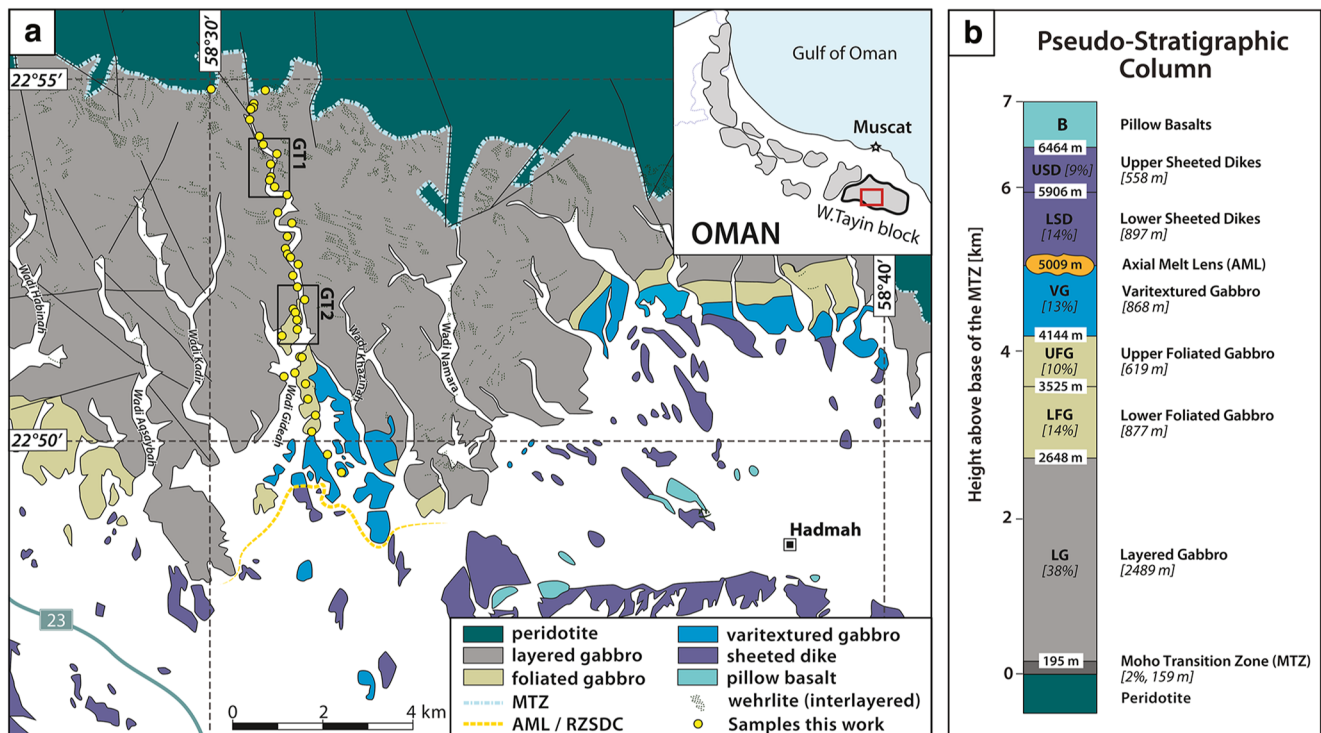 a
58°30'
22°55'
GT1
GT2
Wadi Habinah
Wadi Kadir
Wadi Aqsaybah
Wadi Gideah
Wadi Khazinah
Wadi Namara
22°50'
58°40'
Hadmah
23
Gulf of Oman
Muscat
W.Tayin block
OMAN
0 2 4 km
peridotite
layered gabbro
foliated gabbro
MTZ
AML / RZSDC
varitextured gabbro
sheeted dike
pillow basalt
wehrlite (interlayered)
Samples this work
b
Pseudo-Stratigraphic
Column
Height above base of the MTZ [km]
7
6
4
2
0
B
Pillow Basalts
6464 m
USD [9%]
Upper Sheeted Dikes
[558 m]
5906 m
LSD
[14%]
Lower Sheeted Dikes
[897 m]
5009 m
Axial Melt Lens (AML)
VG
[13%]
Varitextured Gabbro
[868 m]
4144 m
UFG
[10%]
Upper Foliated Gabbro
[619 m]
3525 m
LFG
[14%]
Lower Foliated Gabbro
[877 m]
2648 m
LG
[38%]
Layered Gabbro
[2489 m]
195 m
Moho Transition Zone (MTZ)
[2%, 159 m]
Peridotite